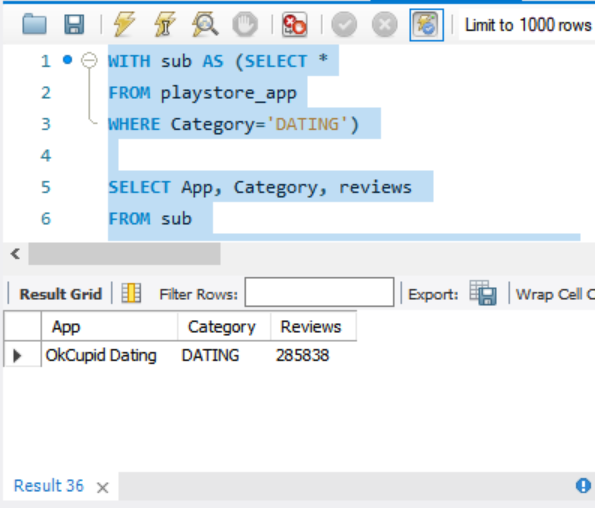 Limit to 1000 rows
1 WITH sub AS (SELECT *
2 FROM playstore_app
3 WHERE Category='DATING')
4
5 SELECT App, Category, reviews
6 FROM sub
Result Grid Filter Rows: Export: Wrap Cell C
App Category Reviews
OkCupid Dating DATING 285838
Result 36